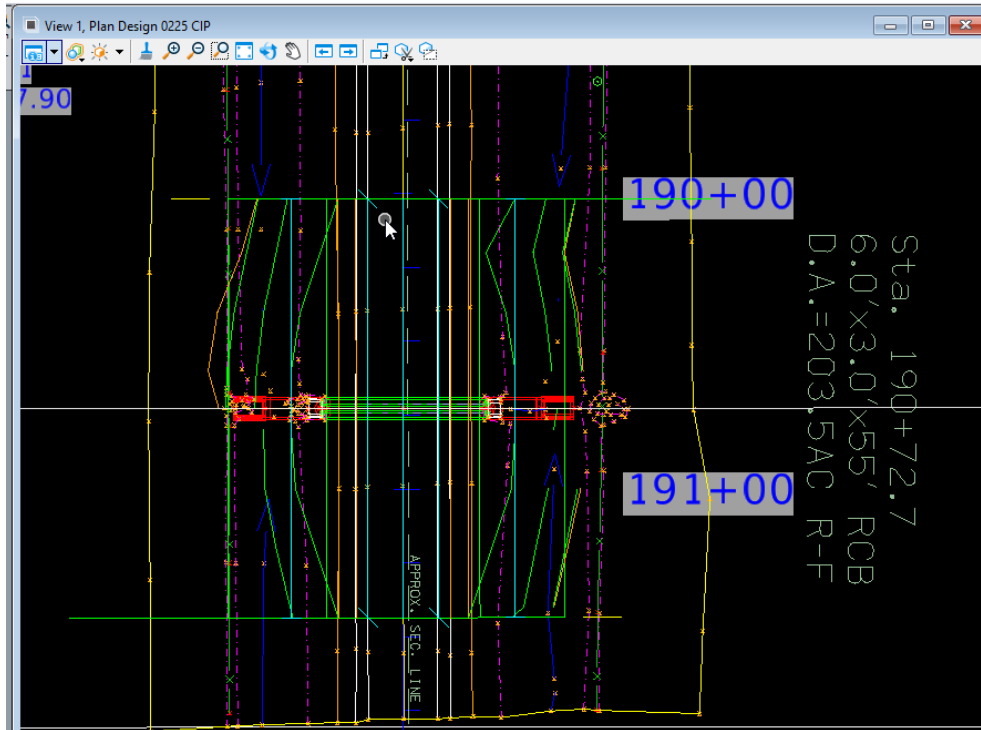 View 1, Plan Design 0225 CIP
1
7.90
190+00
191+00
Sta. 190+72.7
6.0'x3.0'x55' RCB
D.A.=203.5AC R-F
APPROX. SEC. LINE